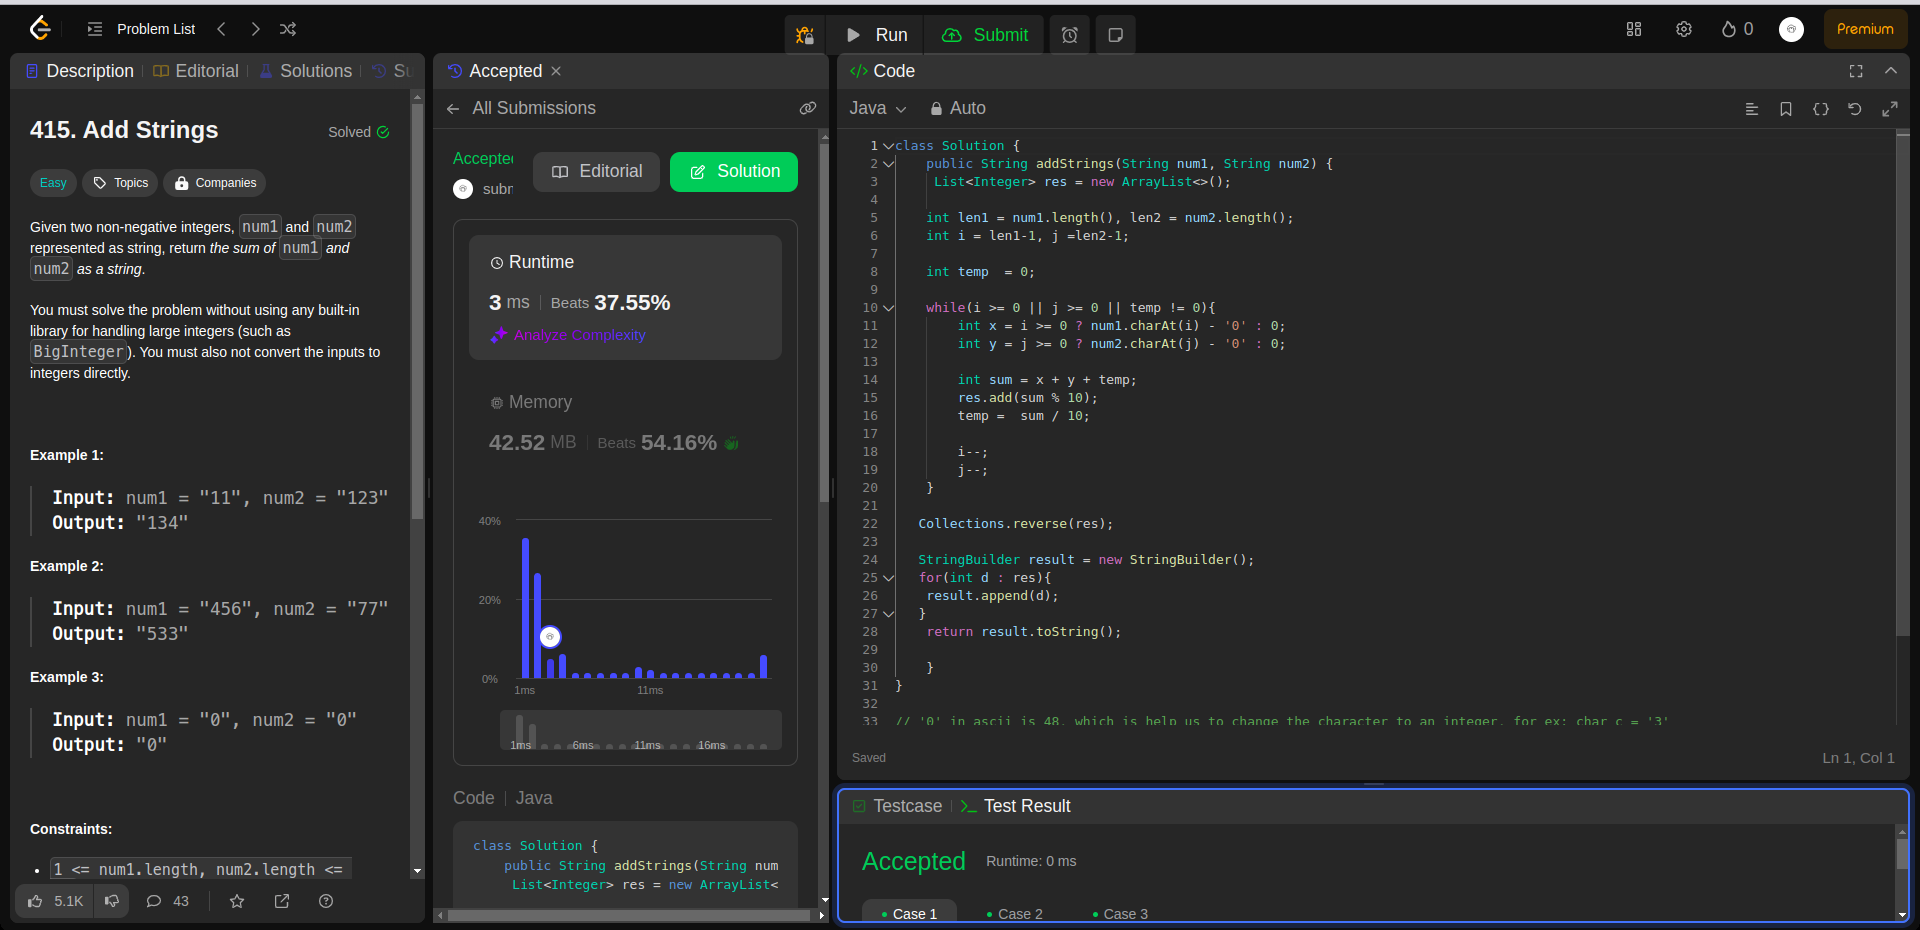 Problem List
Run
Submit
0
Premium
Description
Editorial
Solutions
Su
415. Add Strings
Solved
Easy
Topics
Companies
Given two non-negative integers, num1 and num2
represented as string, return the sum of num1 and
num2 as a string.
You must solve the problem without using any built-in
library for handling large integers (such as
BigInteger). You must also not convert the inputs to
integers directly.
Example 1:
Input: num1 = "11", num2 = "123"
Output: "134"
Example 2:
Input: num1 = "456", num2 = "77"
Output: "533"
Example 3:
Input: num1 = "0", num2 = "0"
Output: "0"
Constraints:
• 1 <= num1.length, num2.length <=
5.1K
43
Accepted
All Submissions
Accepted
subm
Editorial
Solution
Runtime
3 ms
Beats 37.55%
Analyze Complexity
Memory
42.52 MB
Beats 54.16%
40%
20%
0%
1ms
11ms
1ms 6ms 11ms 16ms
Code
Java
class Solution {
public String addStrings(String num
List<Integer> res = new ArrayList<
</> Code
Java
Auto
1 class Solution {
2 public String addStrings(String num1, String num2) {
3 List<Integer> res = new ArrayList<>();
4
5 int len1 = num1.length(), len2 = num2.length();
6 int i = len1-1, j =len2-1;
7
8 int temp  = 0;
9
10 while(i >= 0 || j >= 0 || temp != 0){
11 int x = i >= 0 ? num1.charAt(i) - '0' : 0;
12 int y = j >= 0 ? num2.charAt(j) - '0' : 0;
13
14 int sum = x + y + temp;
15 res.add(sum % 10);
16 temp =  sum / 10;
17
18 i--;
19 j--;
20 }
21
22 Collections.reverse(res);
23
24 StringBuilder result = new StringBuilder();
25 for(int d : res){
26 result.append(d);
27 }
28 return result.toString();
29
30 }
31 }
32
33 // '0' in ascii is 48, which is help us to change the character to an integer, for ex: char c = '3'
Saved
Ln 1, Col 1
Testcase
>_ Test Result
Accepted
Runtime: 0 ms
• Case 1
• Case 2
• Case 3